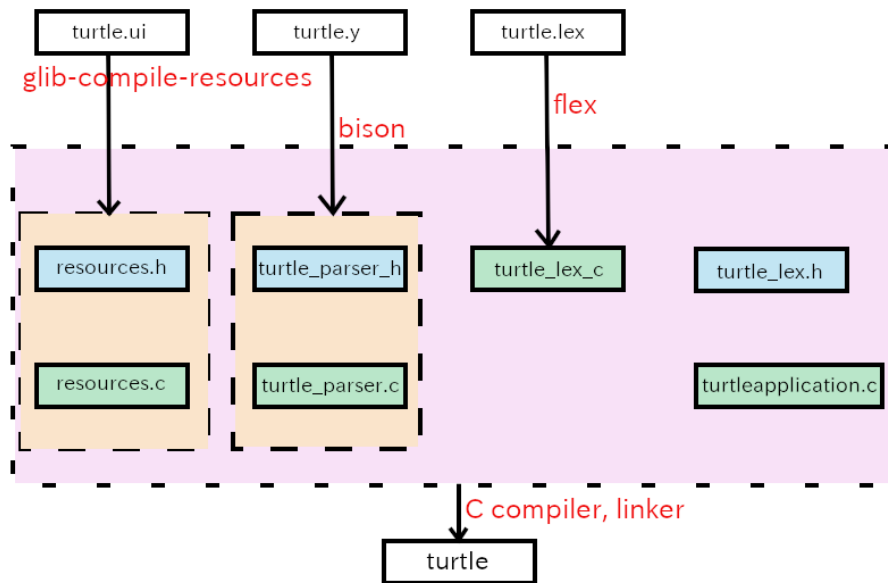 turtle.ui
turtle.y
turtle.lex
glib-compile-resources
bison
flex
resources.h
turtle_parser_h
turtle_lex_c
turtle_lex.h
resources.c
turtle_parser.c
turtleapplication.c
C compiler, linker
turtle